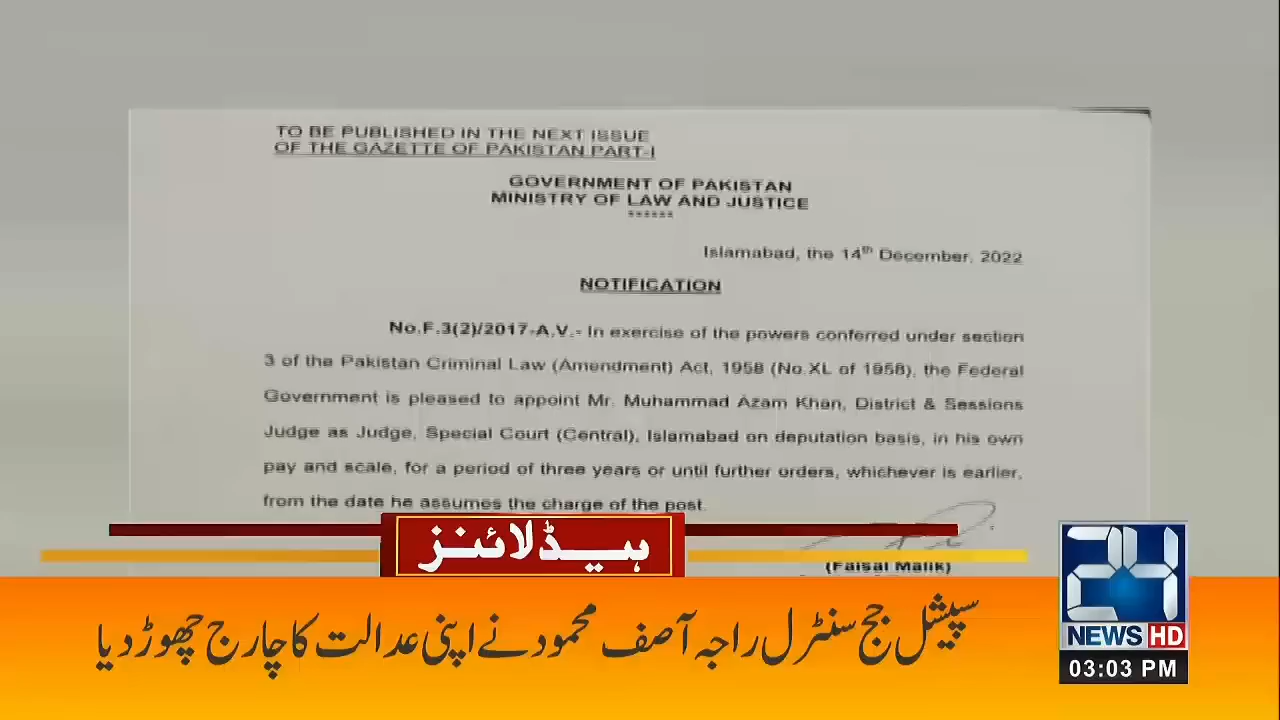 TO BE PUBLISHED IN THE NEXT ISSUE
OF THE GAZETTE OF PAKISTAN PART-I
GOVERNMENT OF PAKISTAN
MINISTRY OF LAW AND JUSTICE
******
Islamabad, the 14th December, 2022
NOTIFICATION
No.F.3(2)/2017-A.V.- In exercise of the powers conferred under section
3 of the Pakistan Criminal Law (Amendment) Act, 1958 (No.XL of 1958), the Federal
Government is pleased to appoint Mr. Muhammad Azam Khan, District & Sessions
Judge as Judge, Special Court (Central), Islamabad on deputation basis, in his own
pay and scale, for a period of three years or until further orders, whichever is earlier,
from the date he assumes the charge of the post.
(Faisal Malik)
ہیڈلائنز
سپیشل جج سنٹرل راجہ آصف محمود نے اپنی عدالت کا چارج چھوڑ دیا
24
NEWS HD
03:03 PM